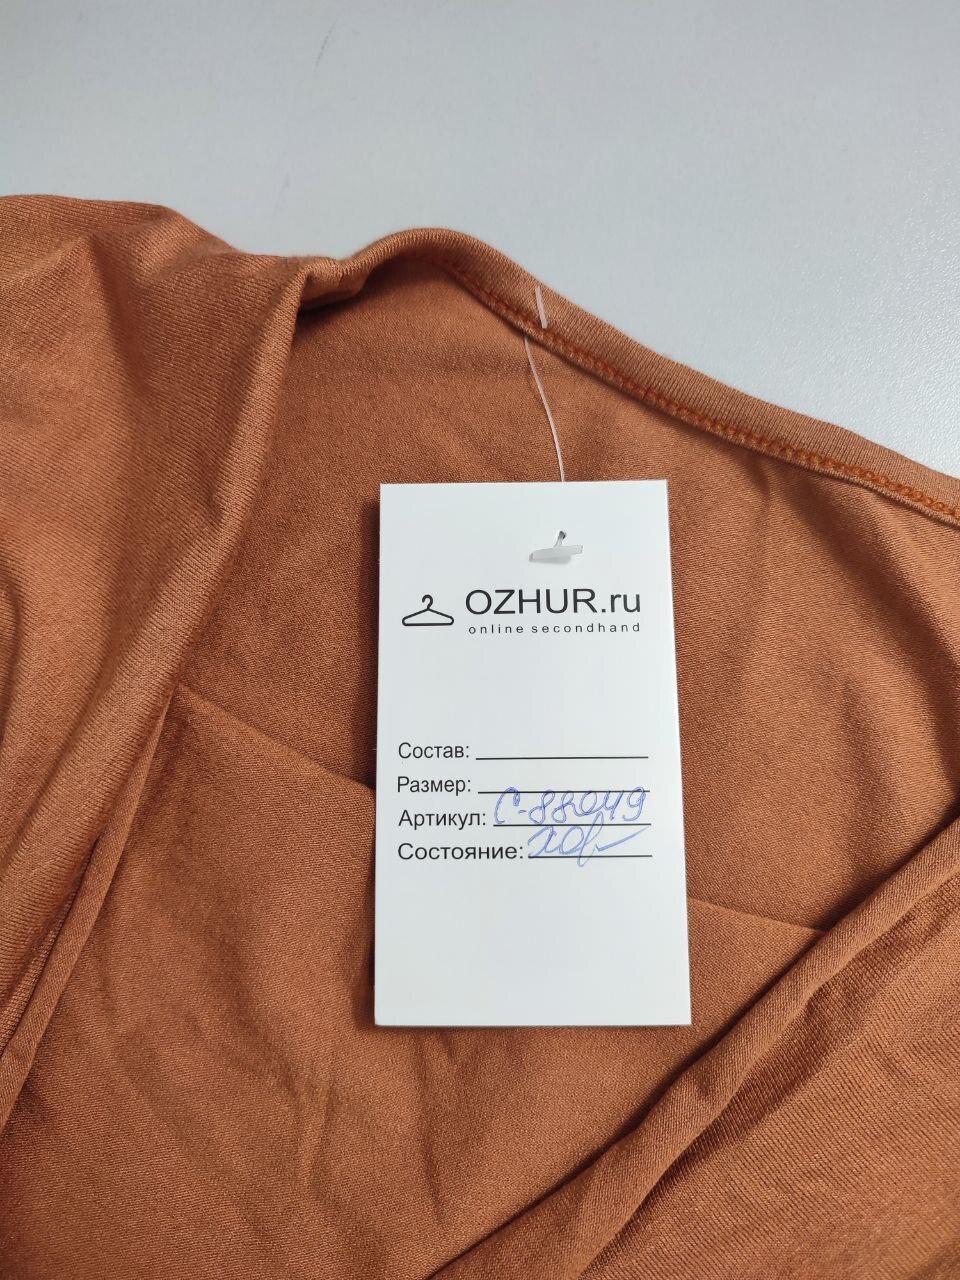 OZHUR.ru
online secondhand
Состав:
Размер:
Артикул: С-88049
Состояние: хор